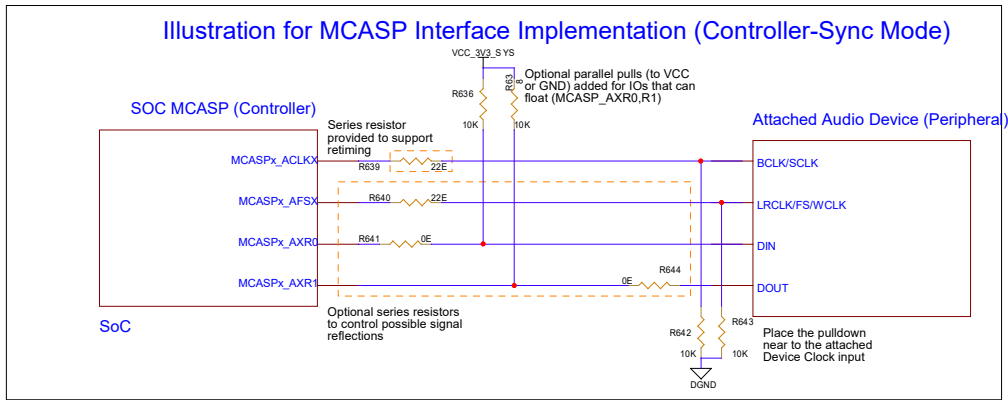 Illustration for MCASP Interface Implementation (Controller-Sync Mode)
VCC_3V3_SYS
Optional parallel pulls (to VCC
or GND) added for IOs that can
float (MCASP_AXR0,R1)
R636
R638
10K
10K
SOC MCASP (Controller)
Attached Audio Device (Peripheral)
Series resistor
provided to support
retiming
MCASPx_ACLKX
R639
22E
BCLK/SCLK
MCASPx_AFSX
R640
22E
LRCLK/FS/WCLK
MCASPx_AXR0
R641
0E
DIN
MCASPx_AXR1
0E
R644
DOUT
SoC
Optional series resistors
to control possible signal
reflections
R642
R643
10K
10K
Place the pulldown
near to the attached
Device Clock input
DGND